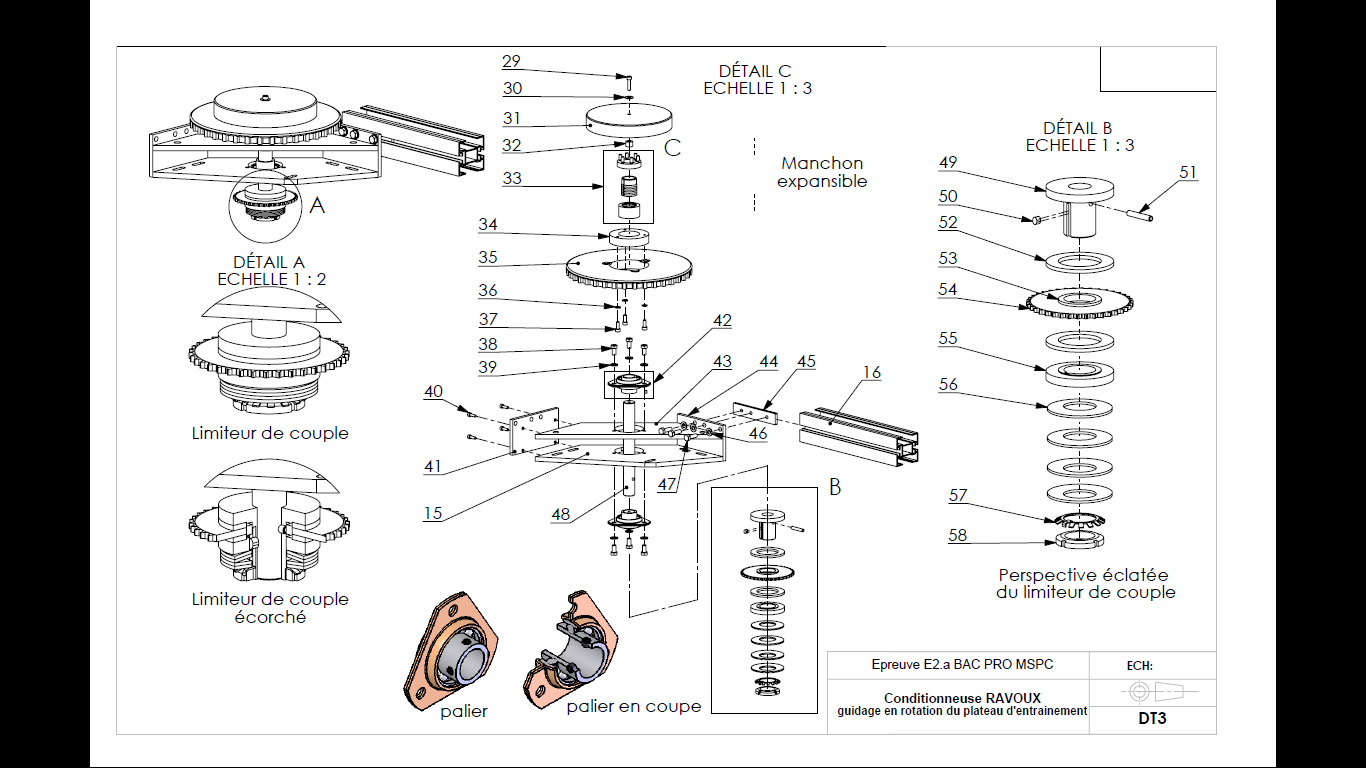 29
DÉTAIL C
ECHELLE 1 : 3
30
31
32
C
33
Manchon
expansible
34
35
36
37
38
39
40
41
15
42
43
44
45
16
46
47
48
A
DÉTAIL A
ECHELLE 1 : 2
Limiteur de couple
Limiteur de couple
écorché
palier
palier en coupe
B
DÉTAIL B
ECHELLE 1 : 3
49
50
51
52
53
54
55
56
57
58
Perspective éclatée
du limiteur de couple
Epreuve E2.a BAC PRO MSPC
ECH:
Conditionneuse RAVOUX
guidage en rotation du plateau d'entrainement
DT3